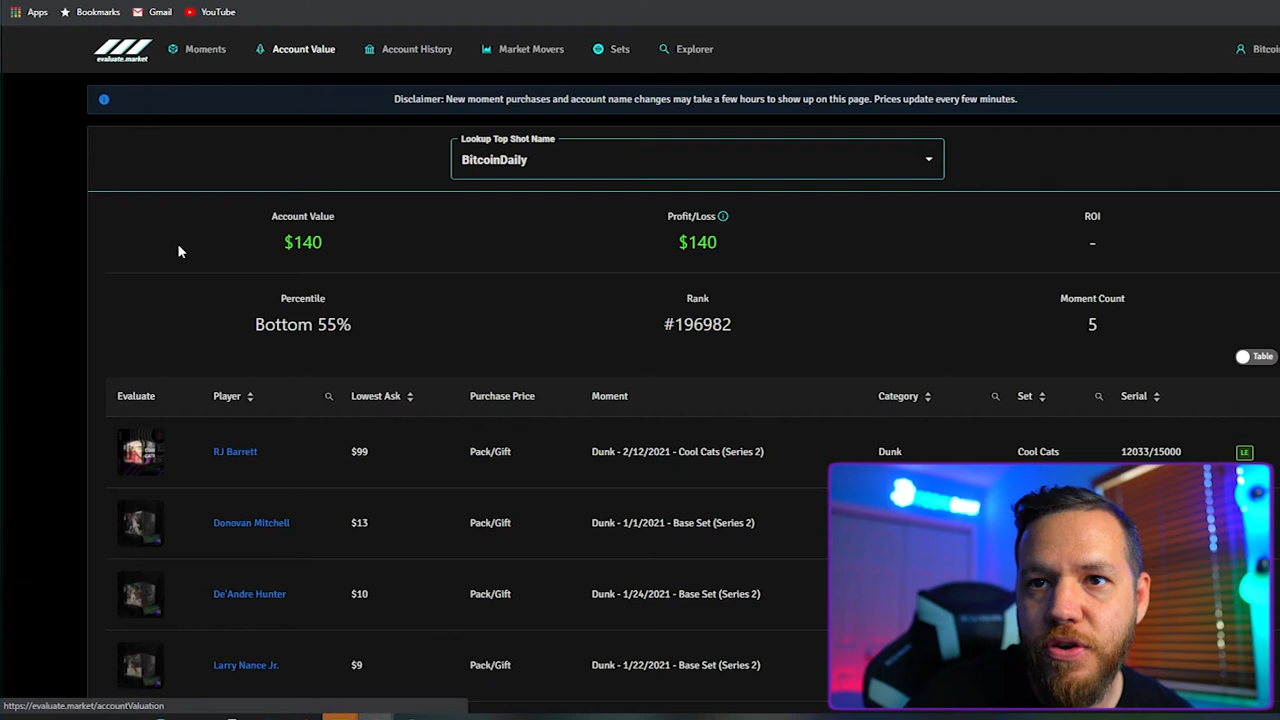 Apps Bookmarks Gmail YouTube
evaluate.market Moments Account Value Account History Market Movers Sets Explorer Bitcoi
Disclaimer: New moment purchases and account name changes may take a few hours to show up on this page. Prices update every few minutes.
Lookup Top Shot Name
BitcoinDaily
Account Value Profit/Loss ROI
$140 $140 -
Percentile Rank Moment Count
Bottom 55% #196982 5
Table
Evaluate Player Lowest Ask Purchase Price Moment Category Set Serial
RJ Barrett $99 Pack/Gift Dunk - 2/12/2021 - Cool Cats (Series 2) Dunk Cool Cats 12033/15000 LE
Donovan Mitchell $13 Pack/Gift Dunk - 1/1/2021 - Base Set (Series 2)
De'Andre Hunter $10 Pack/Gift Dunk - 1/24/2021 - Base Set (Series 2)
Larry Nance Jr. $9 Pack/Gift Dunk - 1/22/2021 - Base Set (Series 2)
https://evaluate.market/accountValuation